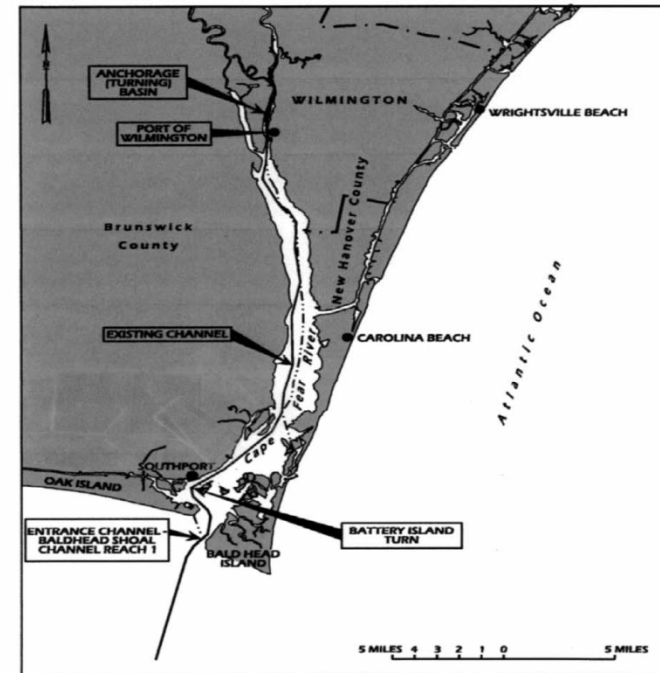 N
ANCHORAGE
(TURNING)
BASIN
WILMINGTON
WRIGHTSVILLE BEACH
PORT OF
WILMINGTON
New Hanover County
Brunswick
County
EXISTING CHANNEL
CAROLINA BEACH
Cape Fear River
Atlantic Ocean
SOUTHPORT
OAK ISLAND
ENTRANCE CHANNEL-
BALDHEAD SHOAL
CHANNEL REACH 1
BATTERY ISLAND
TURN
BALD HEAD
ISLAND
5 MILES 4 3 2 1 0 5 MILES